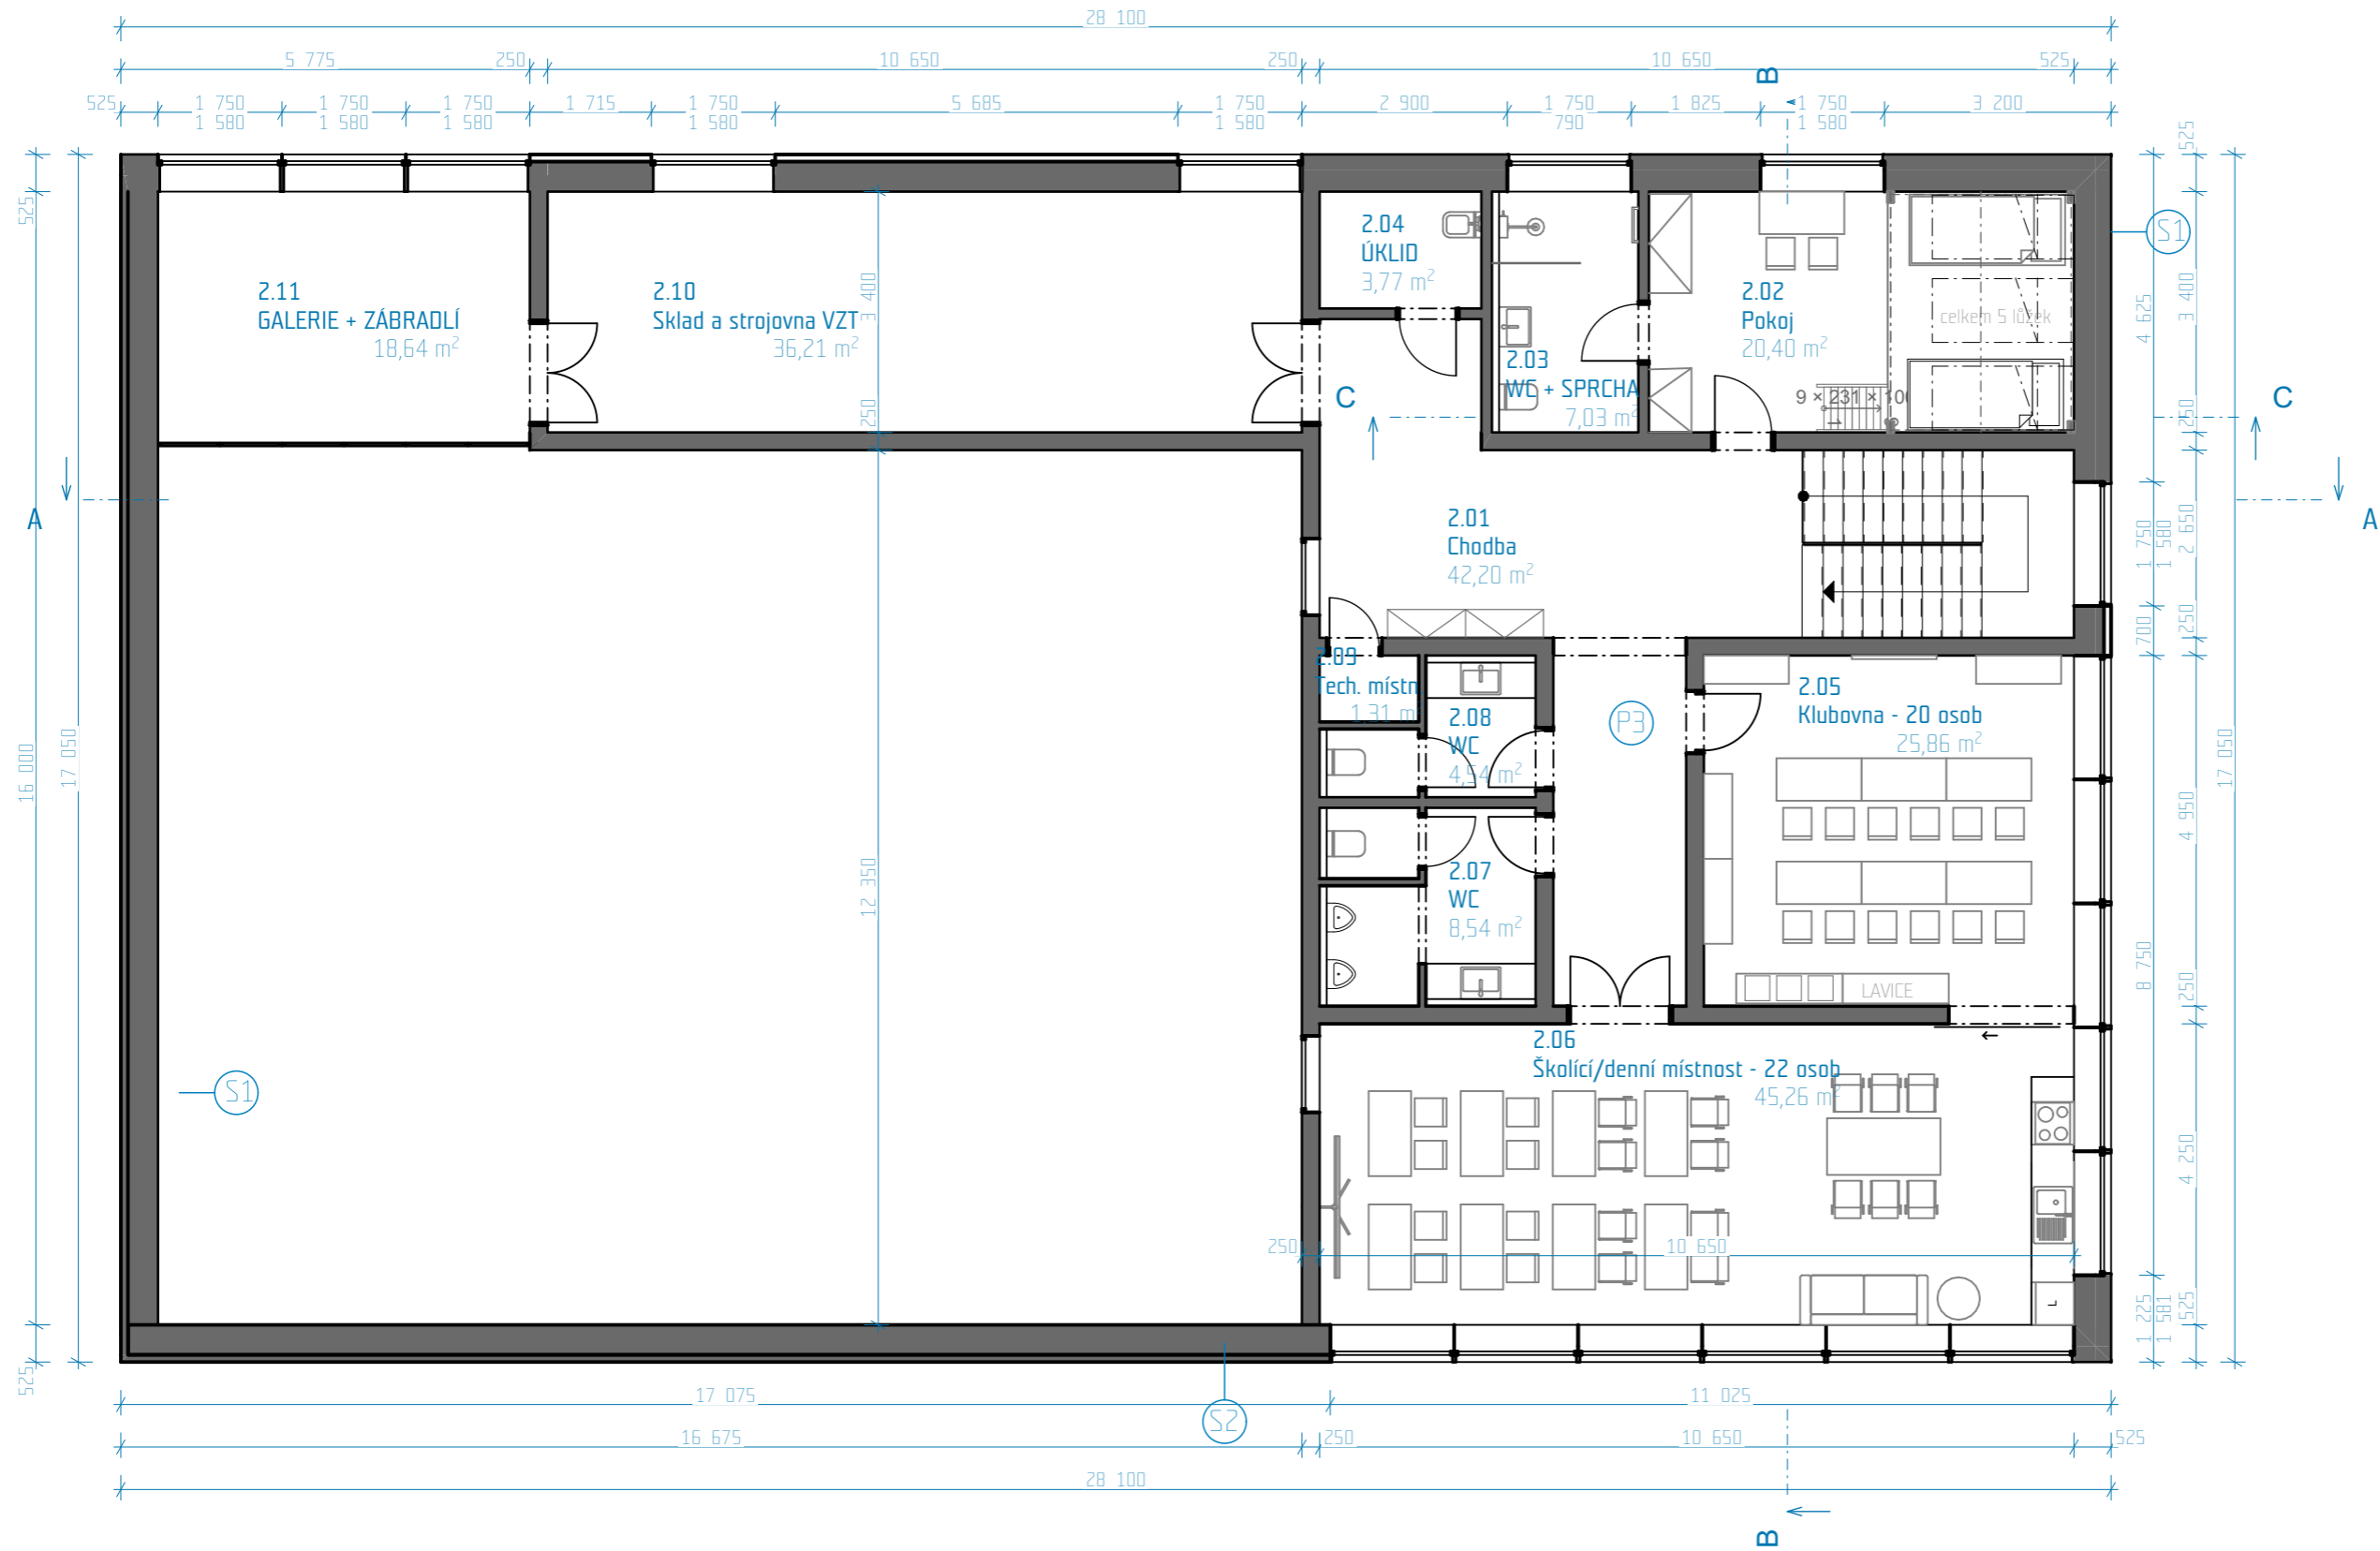 28 100
5 775
250
10 650
250
10 650
525
B
525
1 750
1 580
1 750
1 580
1 750
1 580
1 715
1 750
1 580
5 685
1 750
1 580
2 900
1 750
790
1 825
1 750
1 580
3 200
525
525
S1
2.04
ÚKLID
3,77 m²
2.11
GALERIE + ZÁBRADLÍ
18,64 m²
2.10
Sklad a strojovna VZT
36,21 m²
3 400
2.02
Pokoj
20,40 m²
celkem 5 lůžek
4 625
3 400
2.03
WC + SPRCHA
7,03 m²
C
C
250
250
A
A
2.01
Chodba
42,20 m²
1 750
1 580
2 650
700
250
2.09
Tech. místn
1,31 m
2.08
WC
4,54 m²
P3
2.05
Klubovna - 20 osob
25,86 m²
16 000
17 050
17 050
4 950
12 350
2.07
WC
8,54 m²
8 750
250
LAVICE
2.06
Školící/denní místnost - 22 osob
45,26 m²
S1
4 250
250
10 650
L
1 225
1 581
525
525
17 075
11 025
S2
16 675
250
10 650
525
28 100
B